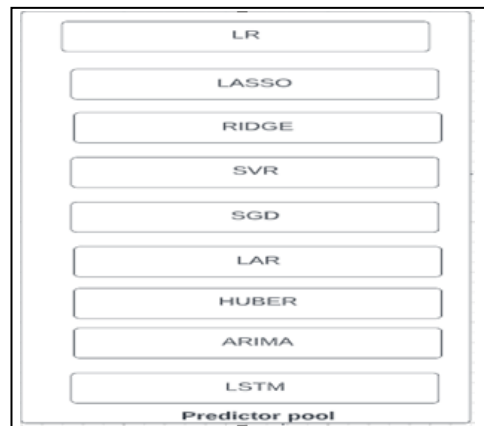 LR
LASSO
RIDGE
SVR
SGD
LAR
HUBER
ARIMA
LSTM
Predictor pool